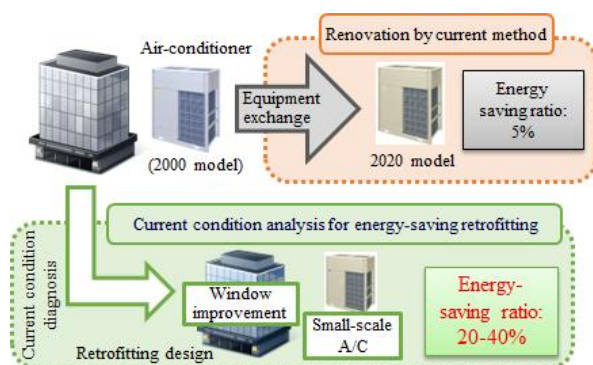 Renovation by current method
Air-conditioner
Equipment
exchange
(2000 model)
2020 model
Energy
saving ratio:
5%
Current condition analysis for energy-saving retrofitting
Current condition
diagnosis
Window
improvement
Small-scale
A/C
Retrofitting design
Energy-
saving ratio:
20-40%